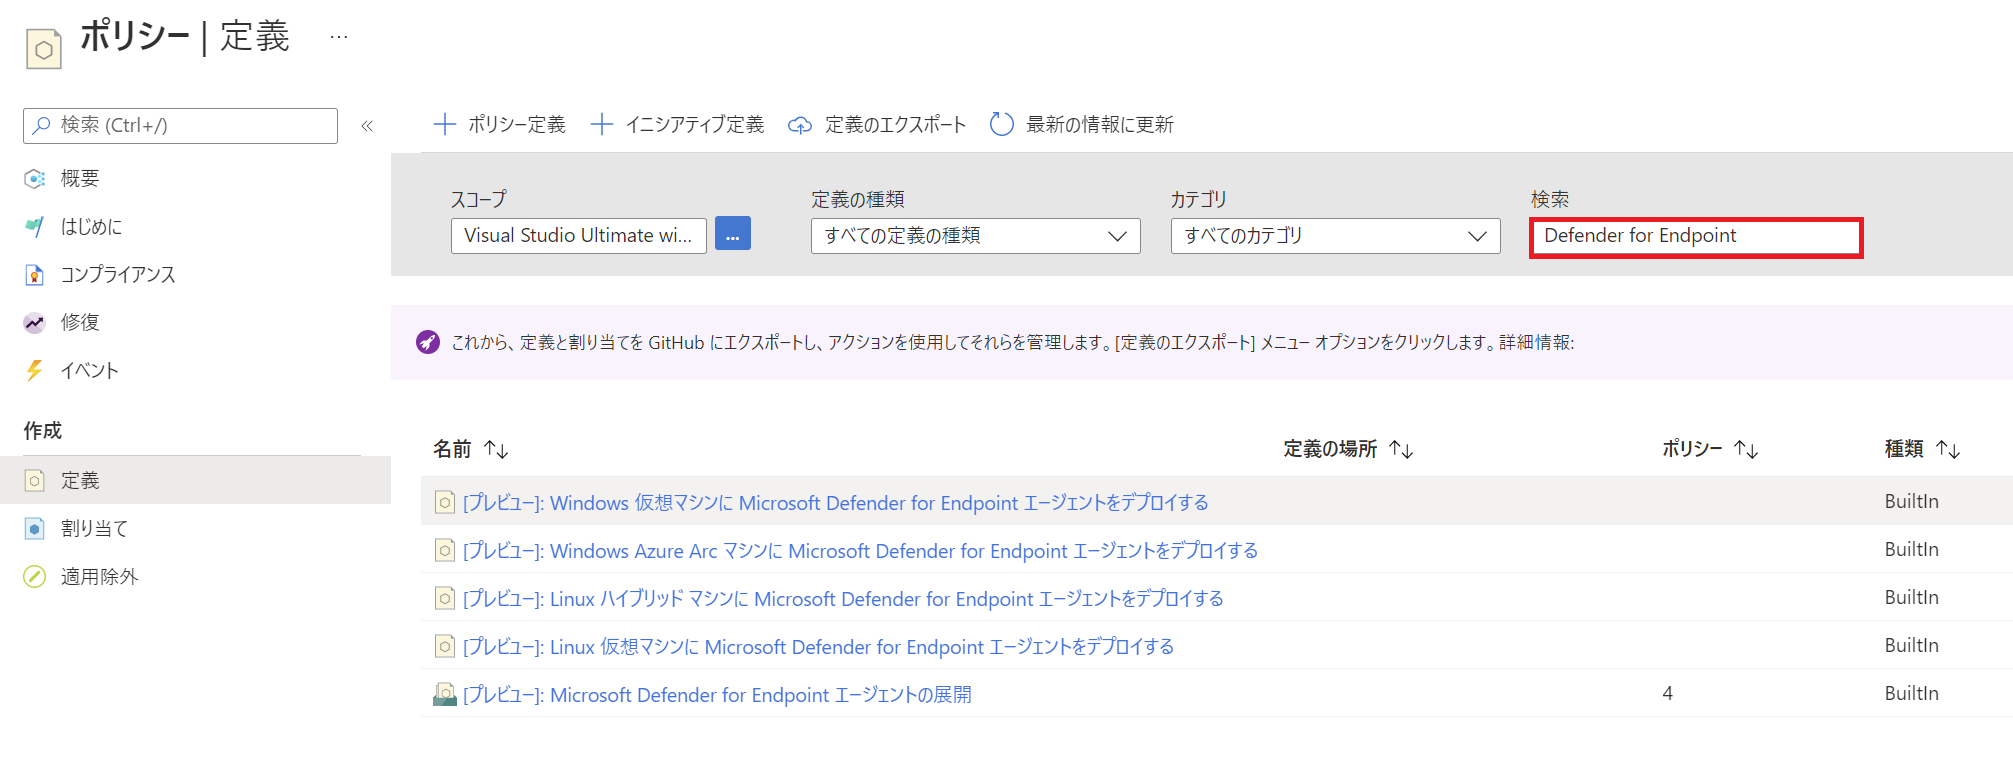 ポリシー | 定義 ...
検索 (Ctrl+/) «
概要
はじめに
コンプライアンス
修復
イベント
作成
定義
割り当て
適用除外
+ ポリシー定義 + イニシアティブ定義 定義のエクスポート 最新の情報に更新
スコープ 定義の種類 カテゴリ 検索
Visual Studio Ultimate wi... ... すべての定義の種類 すべてのカテゴリ Defender for Endpoint
これから、定義と割り当てを GitHub にエクスポートし、アクションを使用してそれらを管理します。[定義のエクスポート] メニュー オプションをクリックします。詳細情報:
名前 ↑↓ 定義の場所 ↑↓ ポリシー ↑↓ 種類 ↑↓
[プレビュー]: Windows 仮想マシンに Microsoft Defender for Endpoint エージェントをデプロイする BuiltIn
[プレビュー]: Windows Azure Arc マシンに Microsoft Defender for Endpoint エージェントをデプロイする BuiltIn
[プレビュー]: Linux ハイブリッド マシンに Microsoft Defender for Endpoint エージェントをデプロイする BuiltIn
[プレビュー]: Linux 仮想マシンに Microsoft Defender for Endpoint エージェントをデプロイする BuiltIn
[プレビュー]: Microsoft Defender for Endpoint エージェントの展開 4 BuiltIn